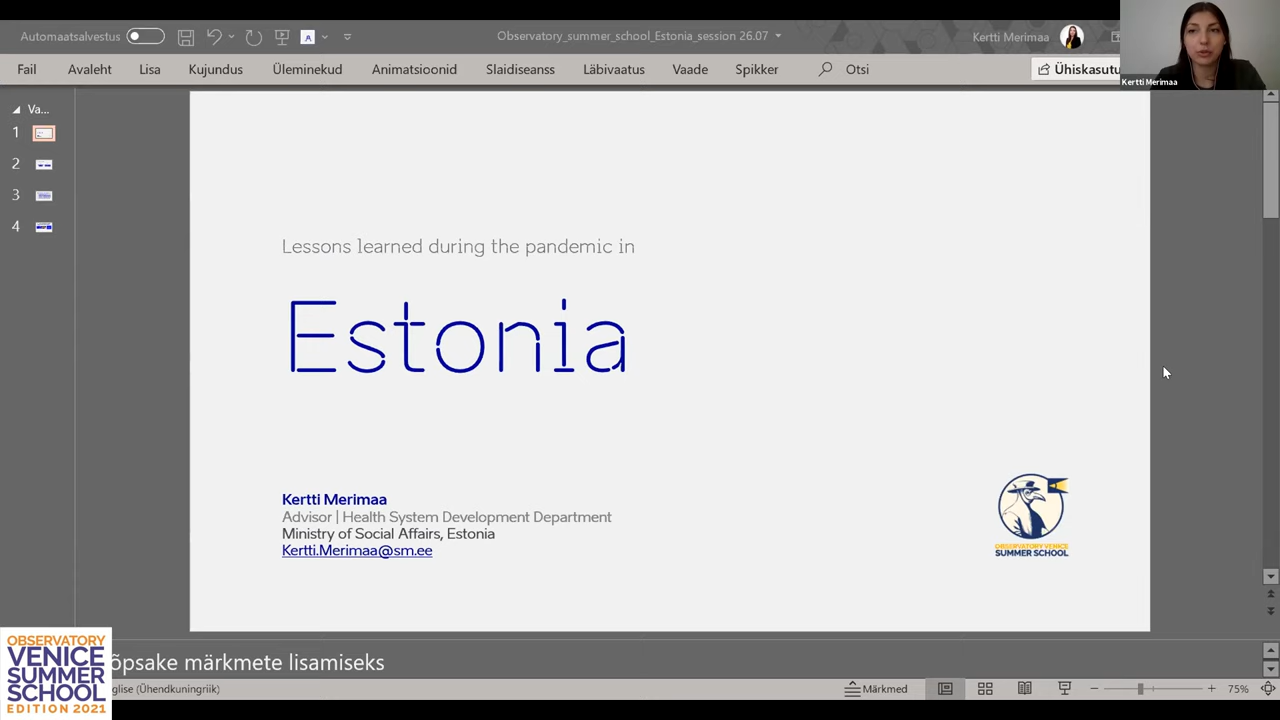 Automaatsalvestus
Observatory_summer_school_Estonia_session 26.07
Kertti Merimaa
Fail Avaleht Lisa Kujundus Üleminekud Animatsioonid Slaidiseanss Läbivaatus Vaade Spikker Otsi Ühiskasutu
Kertti Merimaa
Va...
1
2
3
4
Lessons learned during the pandemic in
Estonia
Kertti Merimaa
Advisor | Health System Development Department
Ministry of Social Affairs, Estonia
Kertti.Merimaa@sm.ee
OBSERVATORY VENICE
SUMMER SCHOOL
OBSERVATORY
VENICE
SUMMER
SCHOOL
EDITION 2021
õpsake märkmete lisamiseks
glise (Ühendkuningriik)
Märkmed
75%